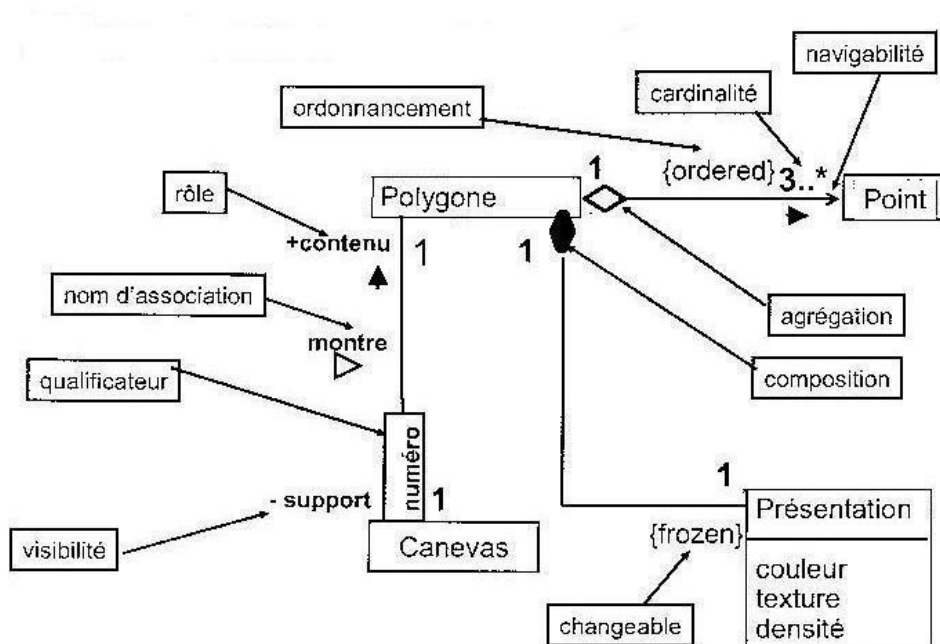 navigabilité
cardinalité
ordonnancement
{ordered}
3..*
1
Polygone
Point
rôle
+contenu
1
1
nom d'association
montre
agrégation
qualificateur
composition
numéro
- support
1
1
Présentation
visibilité
Canevas
{frozen}
couleur
texture
densité
changeable